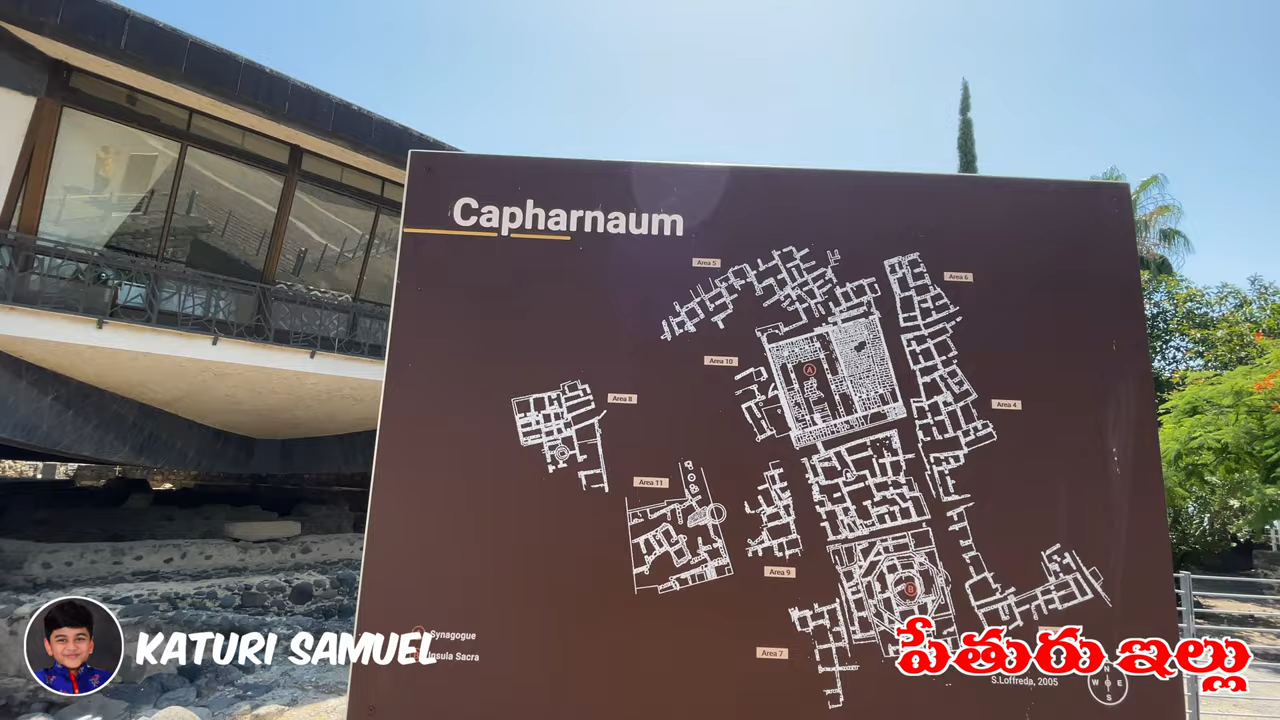 Capharnaum
Area 5
Area 6
Area 10
A
Area 8
Area 4
Area 11
Area 9
B
Area 7
Synagogue
Insula Sacra
S.Loffreda, 2005
N
W E
S
KATURI SAMUEL
పేతురు ఇల్లు